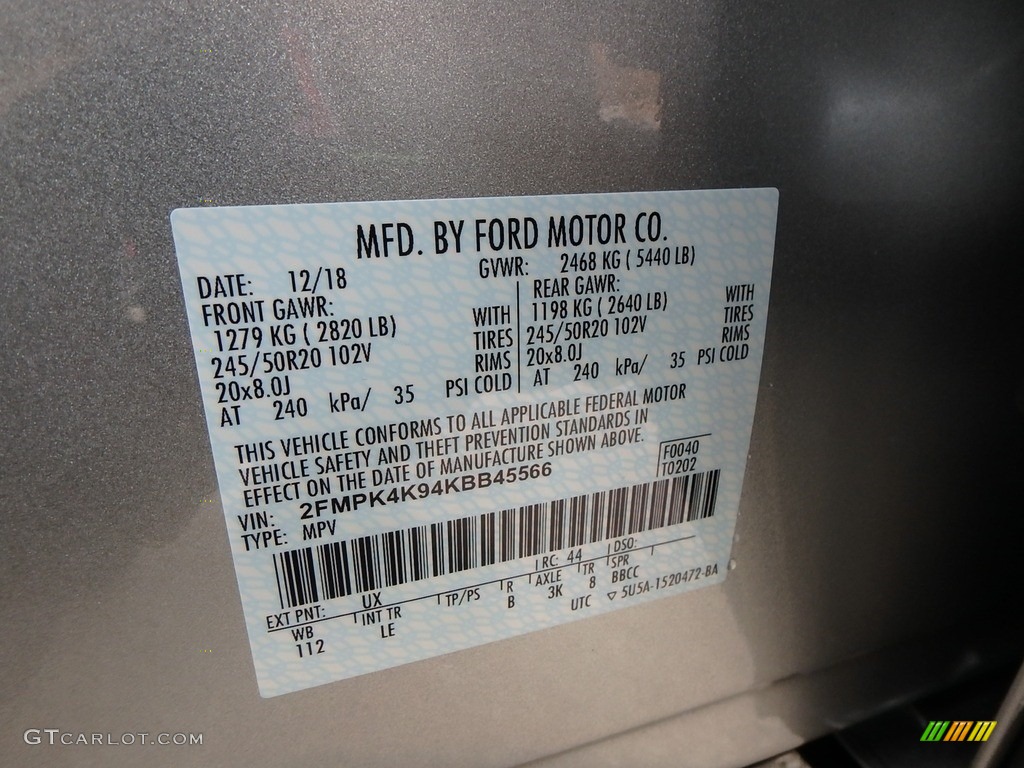 MFD. BY FORD MOTOR CO.
DATE: 12/18 GVWR: 2468 KG ( 5440 LB)
FRONT GAWR: REAR GAWR:
1279 KG ( 2820 LB) WITH 1198 KG ( 2640 LB) WITH
245/50R20 102V TIRES 245/50R20 102V TIRES
20x8.0J RIMS 20x8.0J RIMS
AT 240 kPa/ 35 PSI COLD AT 240 kPa/ 35 PSI COLD
THIS VEHICLE CONFORMS TO ALL APPLICABLE FEDERAL MOTOR
VEHICLE SAFETY AND THEFT PREVENTION STANDARDS IN
EFFECT ON THE DATE OF MANUFACTURE SHOWN ABOVE.
F0040
T0202
VIN: 2FMPK4K94KBB45566
TYPE: MPV
EXT PNT: UX RC: 44 DSO:
WB INT TR TP/PS R AXLE TR SPR
112 LE B 3K 8 BBCC
UTC ▽ 5U5A-1520472-BA
GTCARLOT.COM